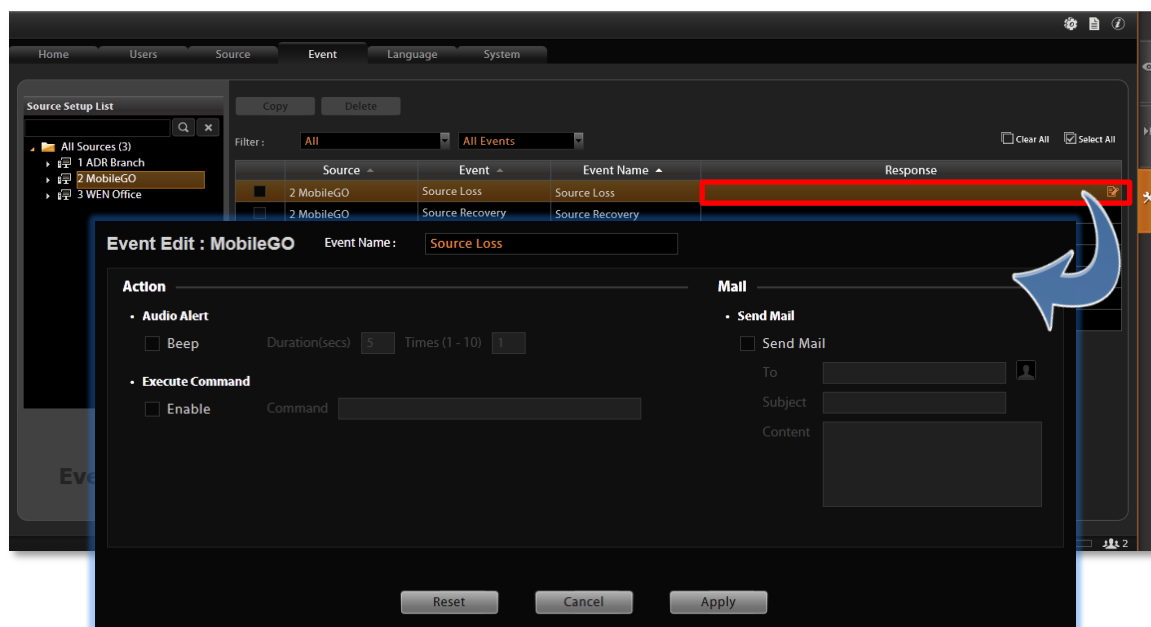 Home Users Source Event Language System
Source Setup List
Copy Delete
Filter : All All Events Clear All Select All
All Sources (3)
1 ADR Branch
2 MobileGO
3 WEN Office
Source Event Event Name Response
2 MobileGO Source Loss Source Loss
2 MobileGO Source Recovery Source Recovery
Event Edit : MobileGO Event Name : Source Loss
Action
• Audio Alert
Beep Duration(secs) 5 Times (1 - 10) 1
• Execute Command
Enable Command
Mail
• Send Mail
Send Mail
To
Subject
Content
Eve
2
Reset Cancel Apply